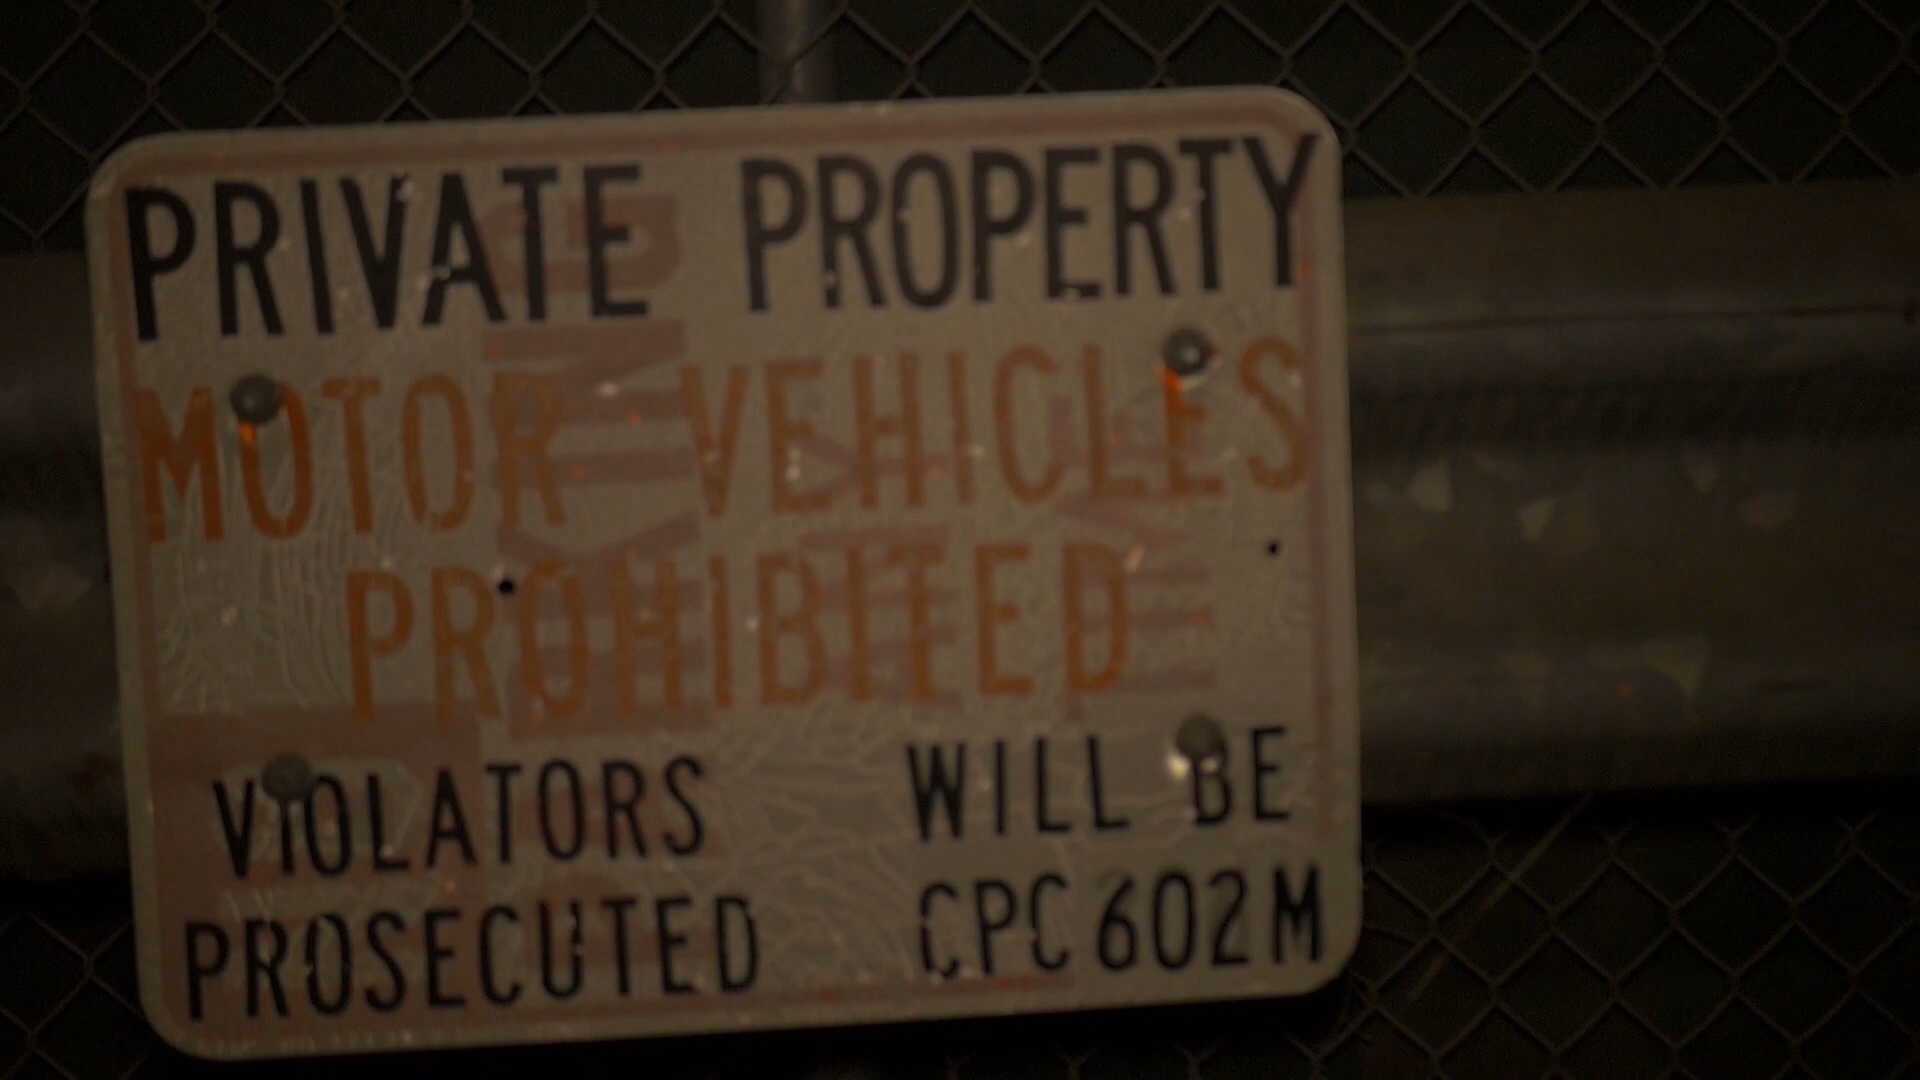 PRIVATE PROPERTY
MOTOR VEHICLES
PROHIBITED
VIOLATORS WILL BE
PROSECUTED CPC 602M